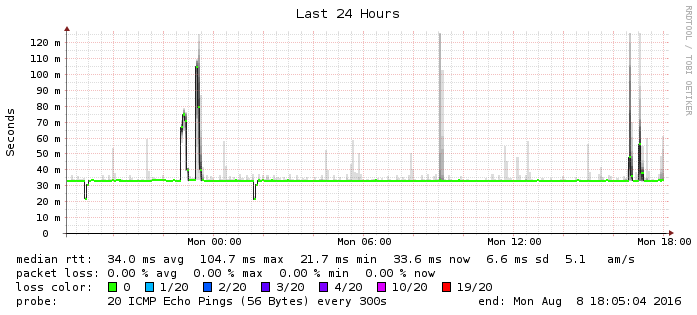 Last 24 Hours
RRDTOOL / TOBI OETIKER
Seconds
120 m
110 m
100 m
90 m
80 m
70 m
60 m
50 m
40 m
30 m
20 m
10 m
0
Mon 00:00 Mon 06:00 Mon 12:00 Mon 18:00
median rtt: 34.0 ms avg 104.7 ms max 21.7 ms min 33.6 ms now 6.6 ms sd 5.1 am/s
packet loss: 0.00 % avg 0.00 % max 0.00 % min 0.00 % now
loss color: 0 1/20 2/20 3/20 4/20 10/20 19/20
probe: 20 ICMP Echo Pings (56 Bytes) every 300s end: Mon Aug 8 18:05:04 2016